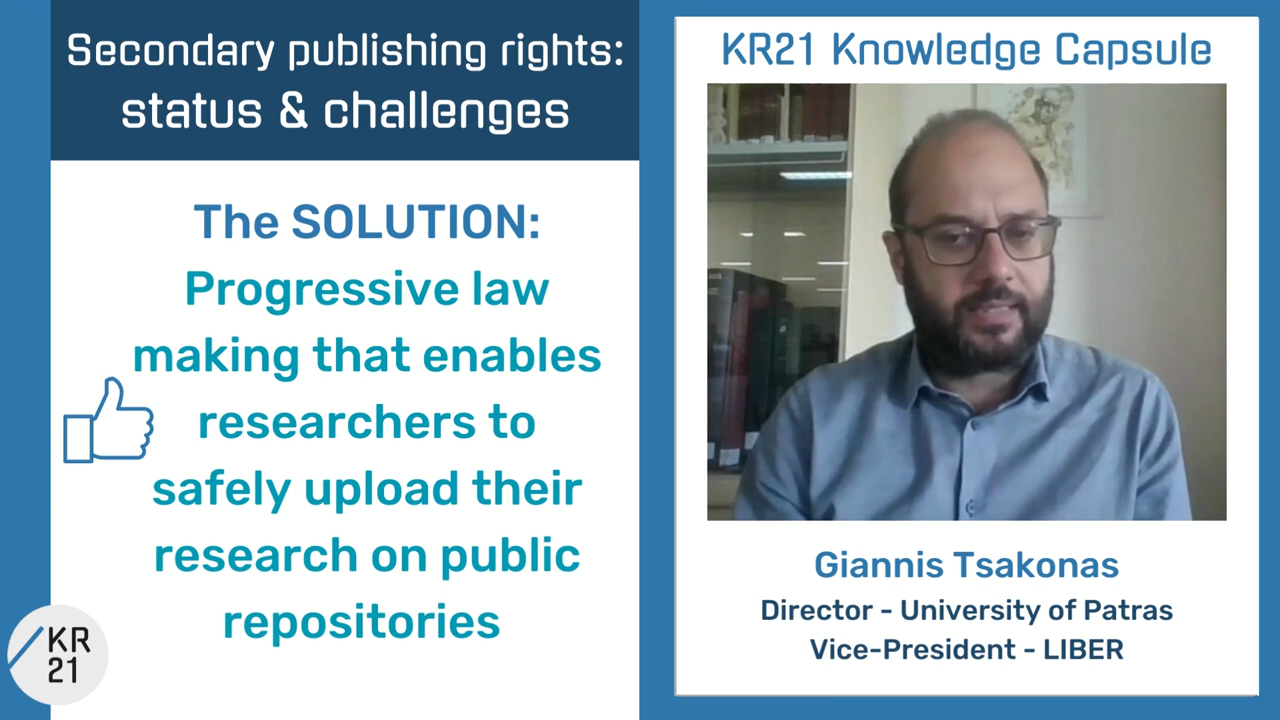 Secondary publishing rights:
status & challenges
The SOLUTION:
Progressive law
making that enables
researchers to
safely upload their
research on public
repositories
KR
21
KR21 Knowledge Capsule
Giannis Tsakonas
Director - University of Patras
Vice-President - LIBER